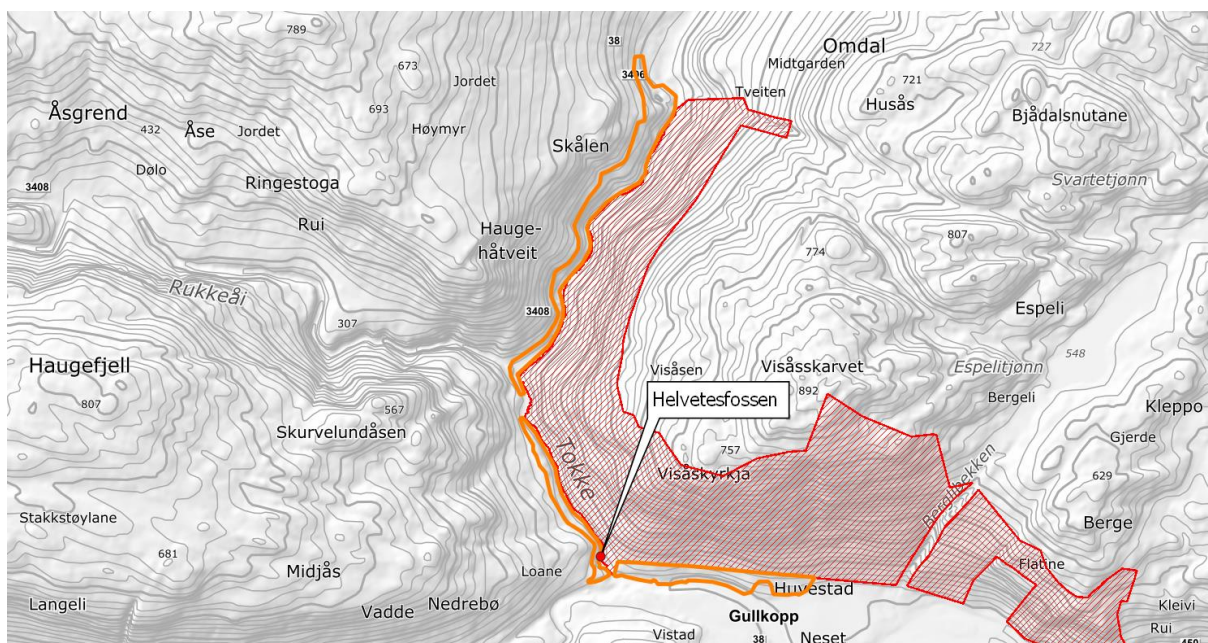 789
38
Omdal
727
Midtgarden
673
Jordet
3406
721
Tveiten
Husås
Åsgrend
693
Bjådalsnutane
432
Åse
Jordet
Høymyr
Skålen
Dølo
3408
Ringestoga
Svartetjønn
Rui
Hauge-
håtveit
807
774
Rukkeåi
3408
Espeli
307
548
Haugefjell
Visåsen
Visåsskarvet
Espelitjønn
892
Bergeli
Helvetesfossen
807
567
Kleppo
Skurvelundåsen
Gjerde
757
Tokke
Visåskyrkja
629
Stakkstøylane
Berge
681
Flatine
Midjås
Loane
Huvestad
Langeli
Vadde
Nedrebø
Gullkopp
Kleivi
Vistad
38
Neset
Rui
450